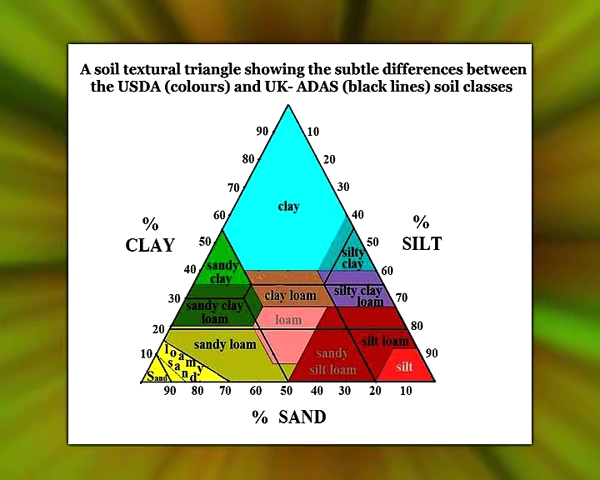 A soil textural triangle showing the subtle differences between
the USDA (colours) and UK- ADAS (black lines) soil classes
90 10
80 20
70 30
clay
60 40
%
CLAY
%
SILT
50 50
silty
clay
sandy
clay
40 60
silty clay
loam
clay loam
30 70
sandy clay
loam
loam
20 80
sandy loam
silt loam
10 90
loamy
sand
sandy
silt loam
silt
Sand
90 80 70 60 50 40 30 20 10
% SAND